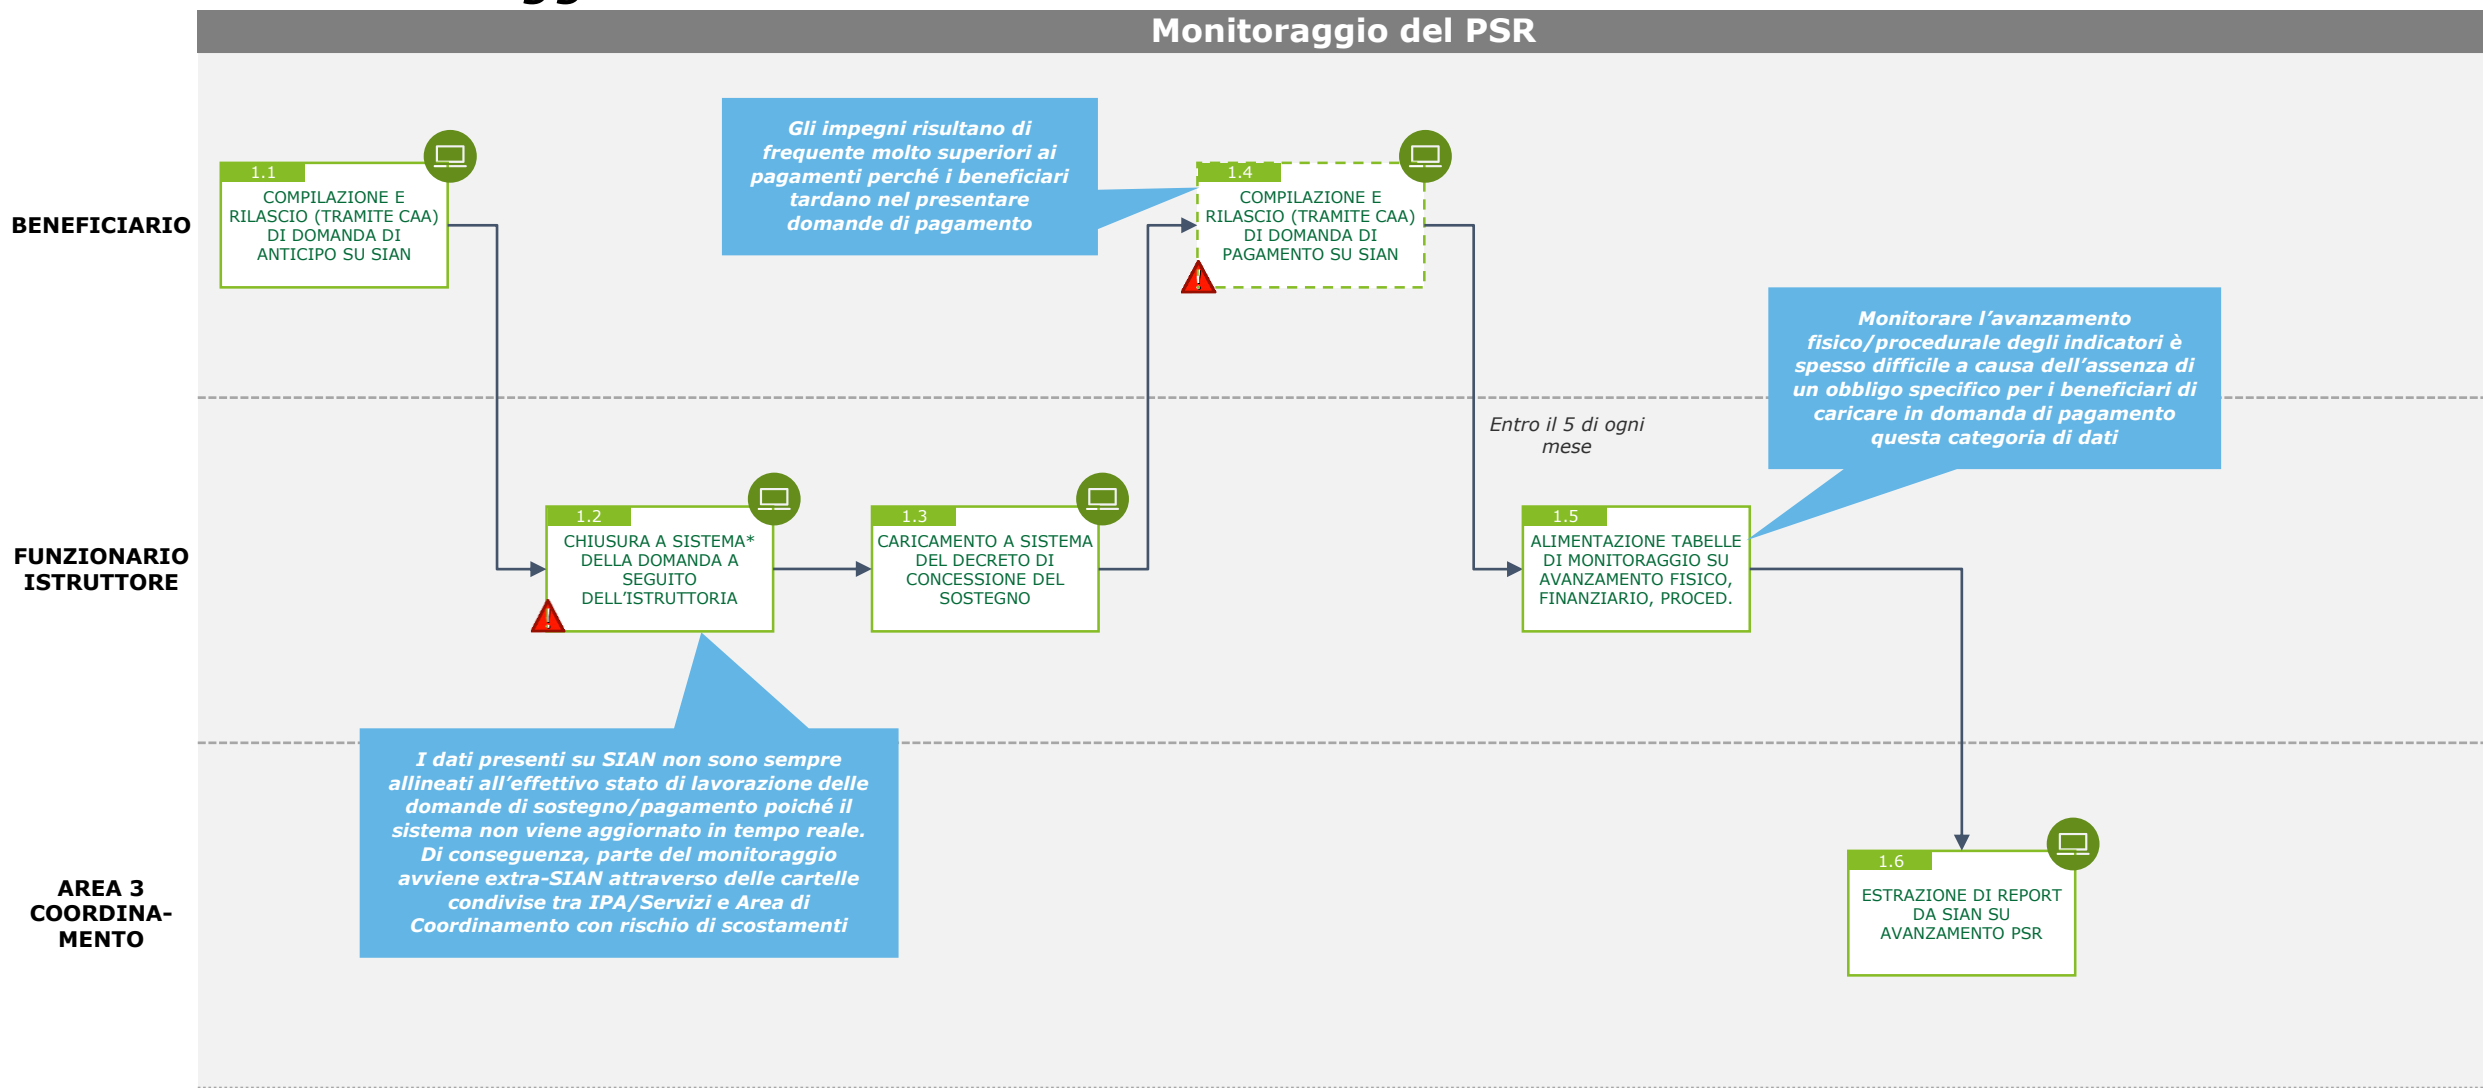 Monitoraggio del PSR
BENEFICIARIO
1.1
COMPILAZIONE E
RILASCIO (TRAMITE CAA)
DI DOMANDA DI
ANTICIPO SU SIAN
Gli impegni risultano di
frequente molto superiori ai
pagamenti perché i beneficiari
tardano nel presentare
domande di pagamento
1.4
COMPILAZIONE E
RILASCIO (TRAMITE CAA)
DI DOMANDA DI
PAGAMENTO SU SIAN
Monitorare l’avanzamento
fisico/procedurale degli indicatori è
spesso difficile a causa dell’assenza di
un obbligo specifico per i beneficiari di
caricare in domanda di pagamento
questa categoria di dati
Entro il 5 di ogni
mese
FUNZIONARIO
ISTRUTTORE
1.2
CHIUSURA A SISTEMA*
DELLA DOMANDA A
SEGUITO
DELL’ISTRUTTORIA
1.3
CARICAMENTO A SISTEMA
DEL DECRETO DI
CONCESSIONE DEL
SOSTEGNO
1.5
ALIMENTAZIONE TABELLE
DI MONITORAGGIO SU
AVANZAMENTO FISICO,
FINANZIARIO, PROCED.
I dati presenti su SIAN non sono sempre
allineati all’effettivo stato di lavorazione delle
domande di sostegno/pagamento poiché il
sistema non viene aggiornato in tempo reale.
Di conseguenza, parte del monitoraggio
avviene extra-SIAN attraverso delle cartelle
condivise tra IPA/Servizi e Area di
Coordinamento con rischio di scostamenti
AREA 3
COORDINA-
MENTO
1.6
ESTRAZIONE DI REPORT
DA SIAN SU
AVANZAMENTO PSR